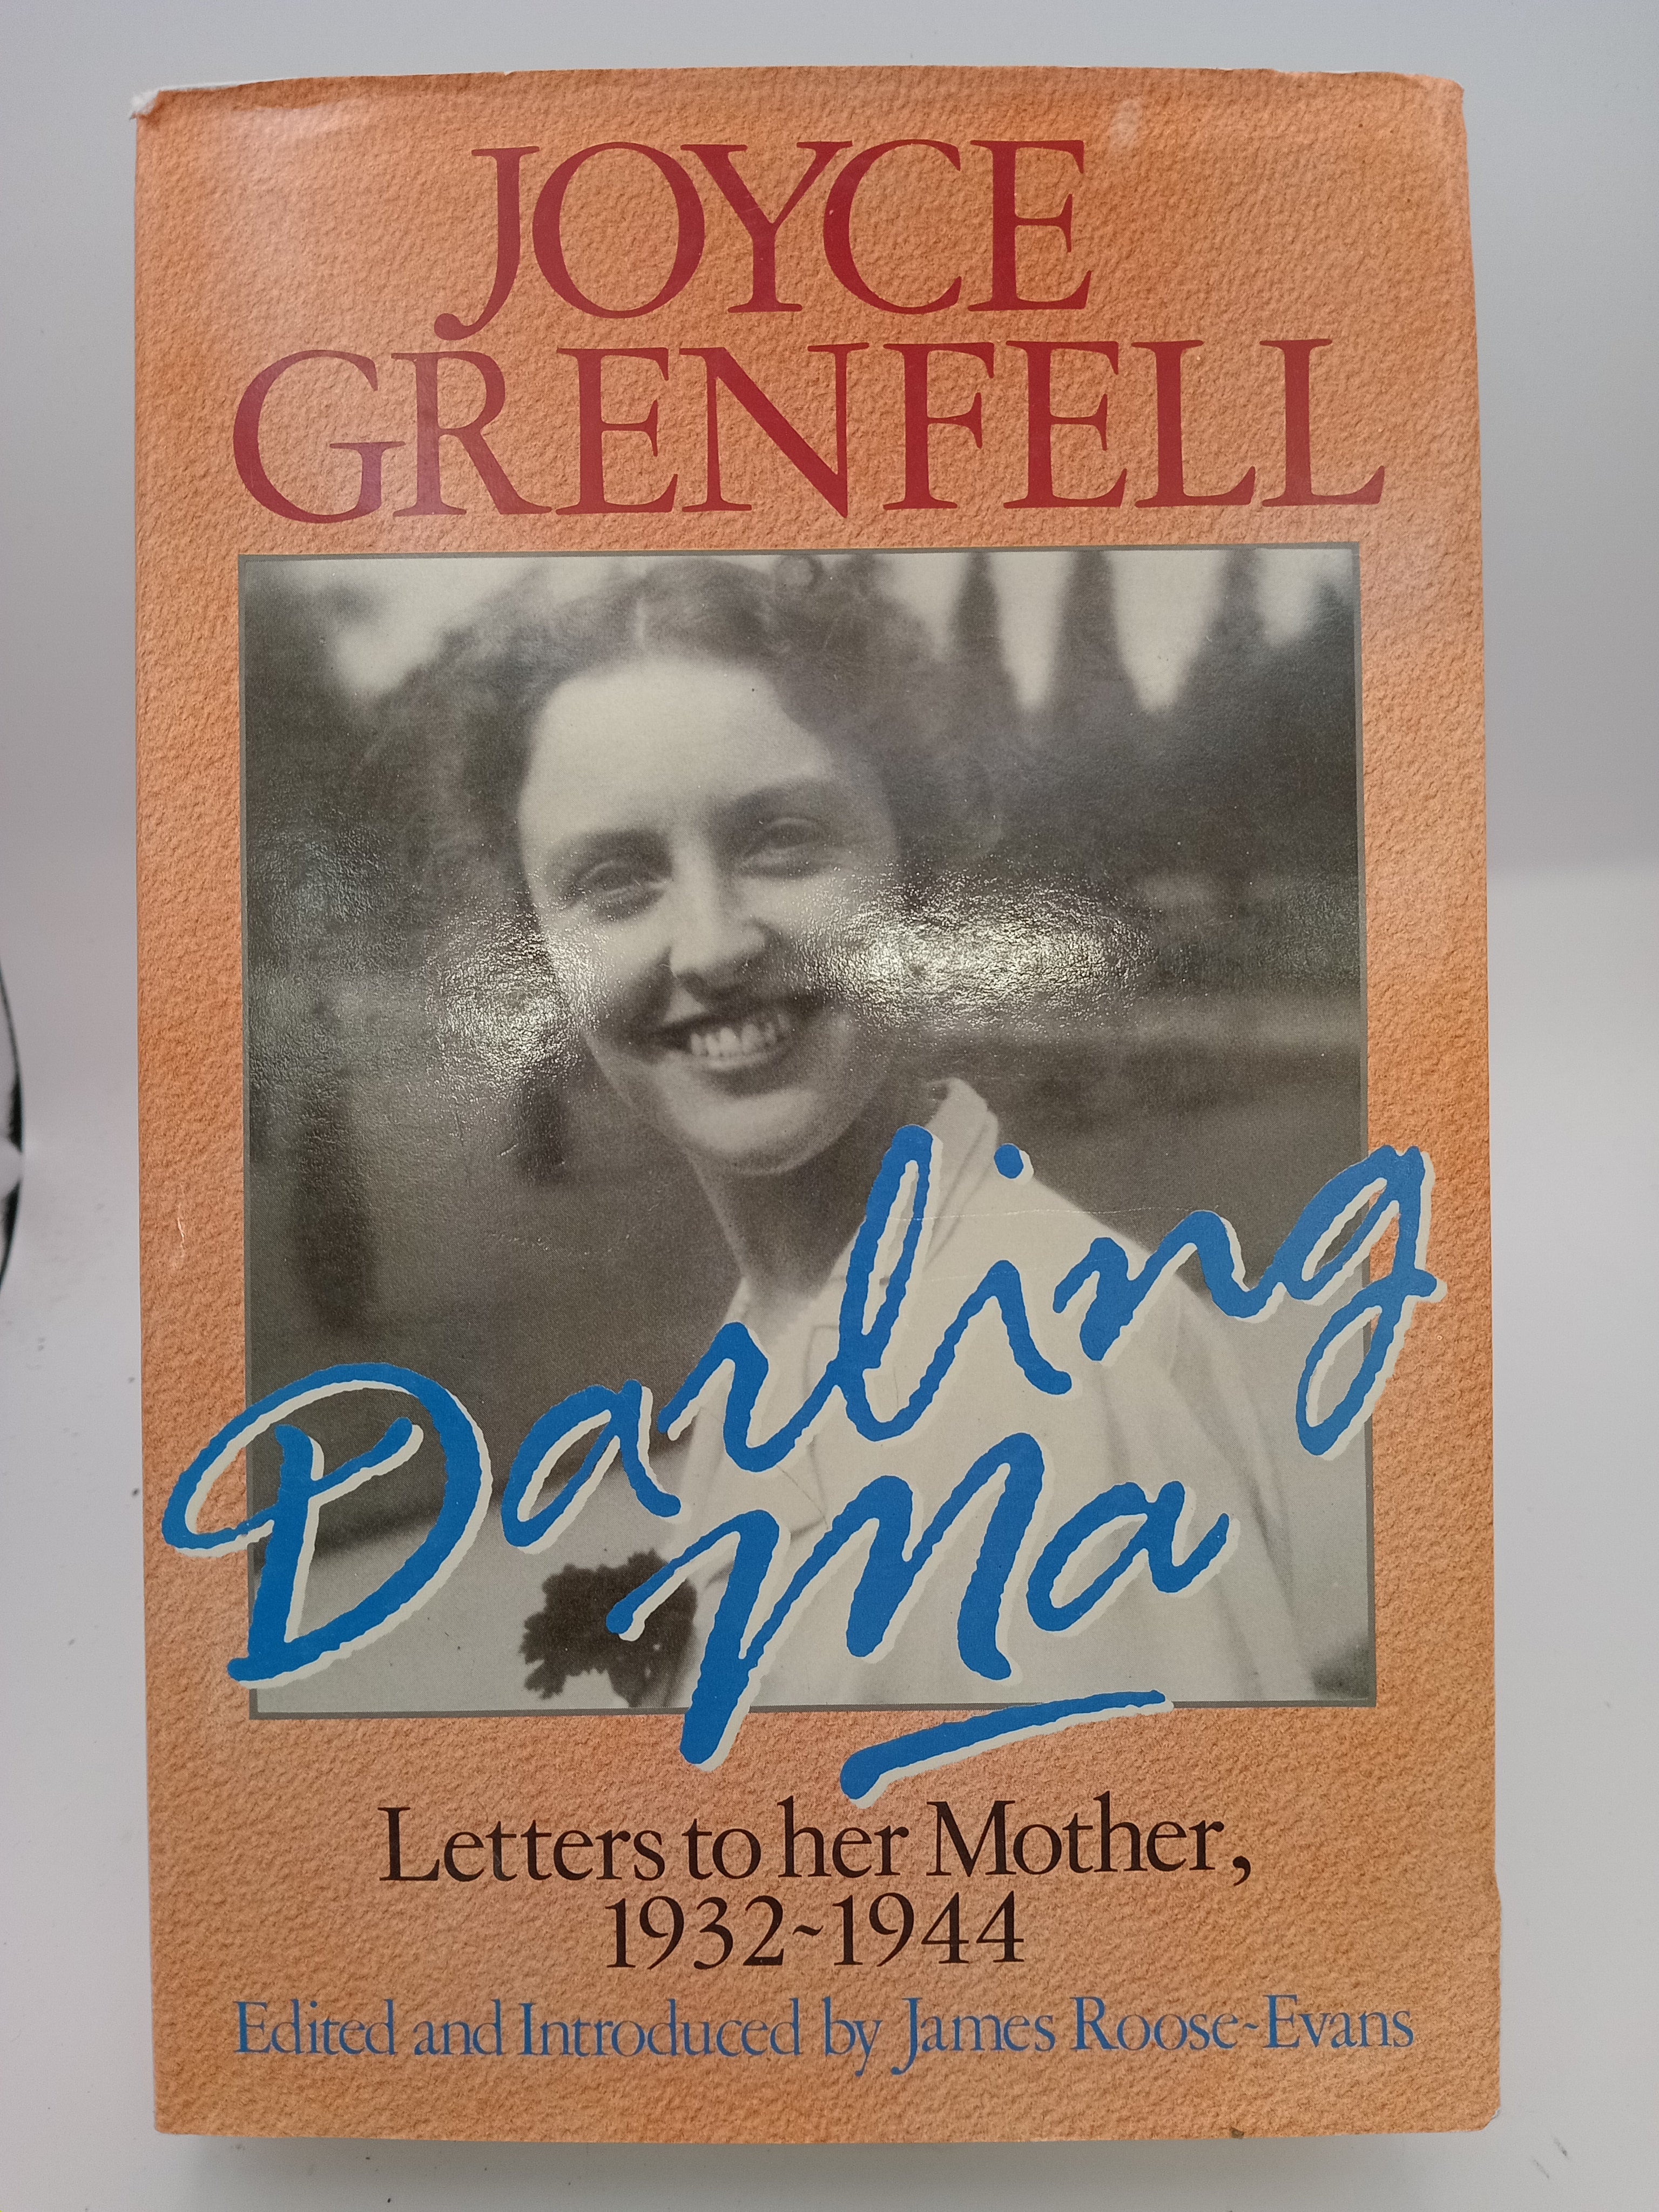 JOYCE
GRENFELL
Darling
Ma
Letters to her Mother,
1932~1944
Edited and Introduced by James Roose-Evans